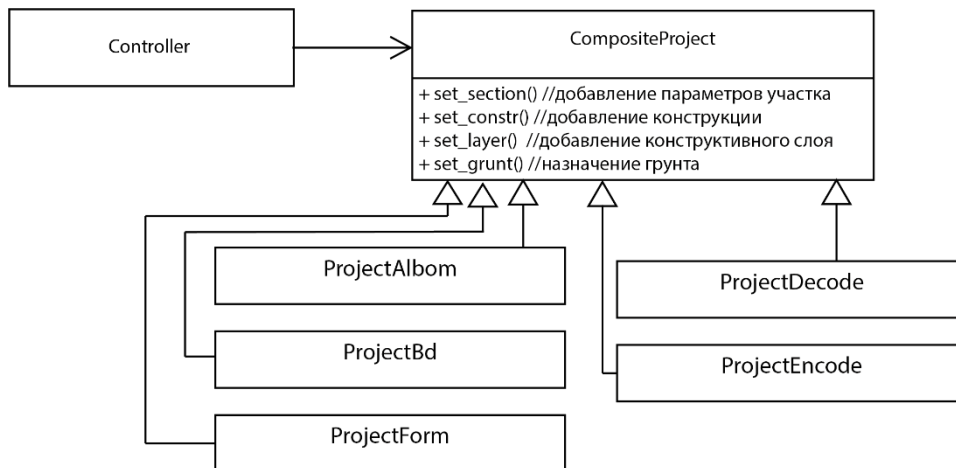 Controller
CompositeProject
+ set_section() //добавление параметров участка
+ set_constr() //добавление конструкции
+ set_layer() //добавление конструктивного слоя
+ set_grunt() //назначение грунта
ProjectAlbom
ProjectDecode
ProjectBd
ProjectEncode
ProjectForm